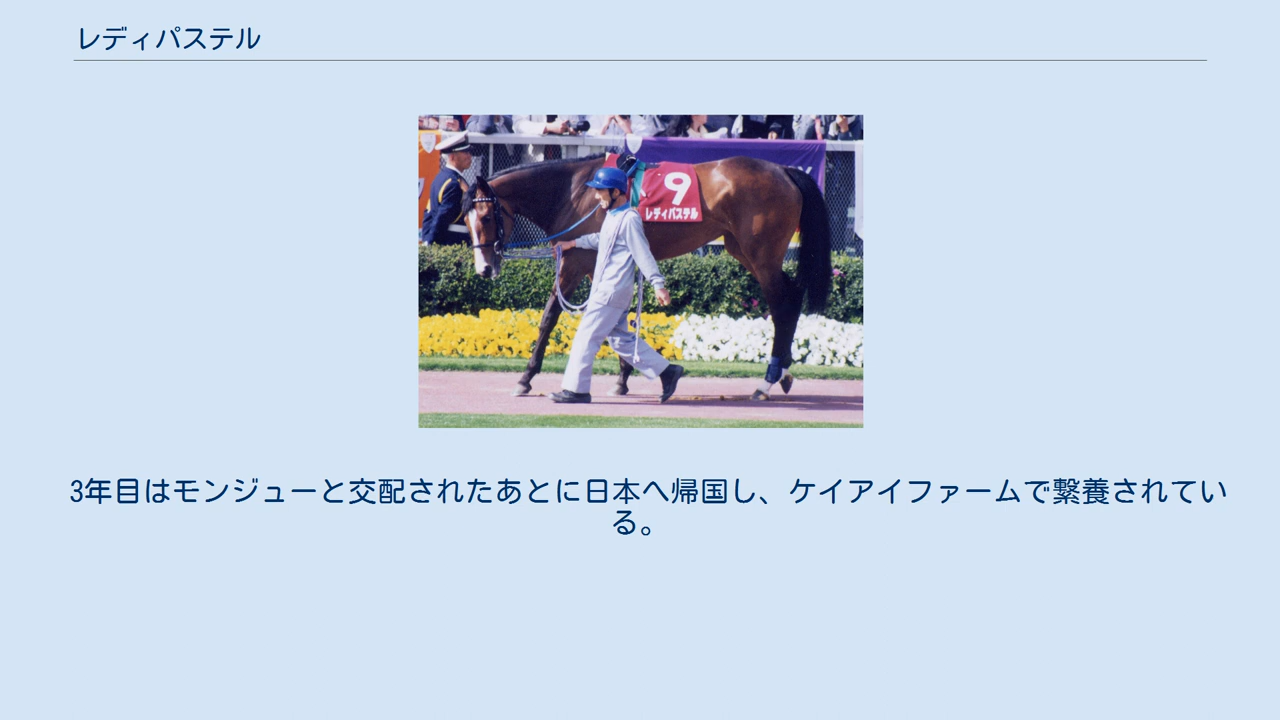 レディパステル
9
レディパステル
3年目はモンジューと交配されたあとに日本へ帰国し、ケイアイファームで繋養されてい
る。